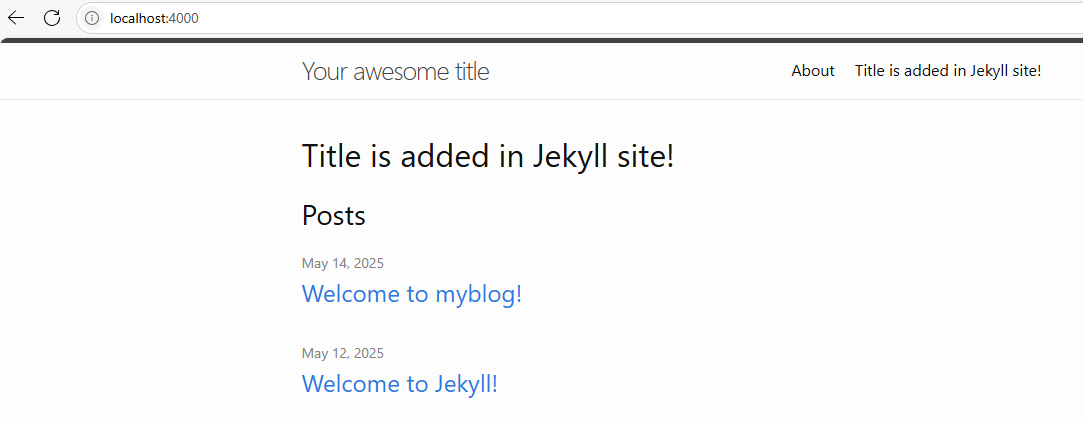 localhost:4000
Your awesome title
About
Title is added in Jekyll site!
Title is added in Jekyll site!
Posts
May 14, 2025
Welcome to myblog!
May 12, 2025
Welcome to Jekyll!